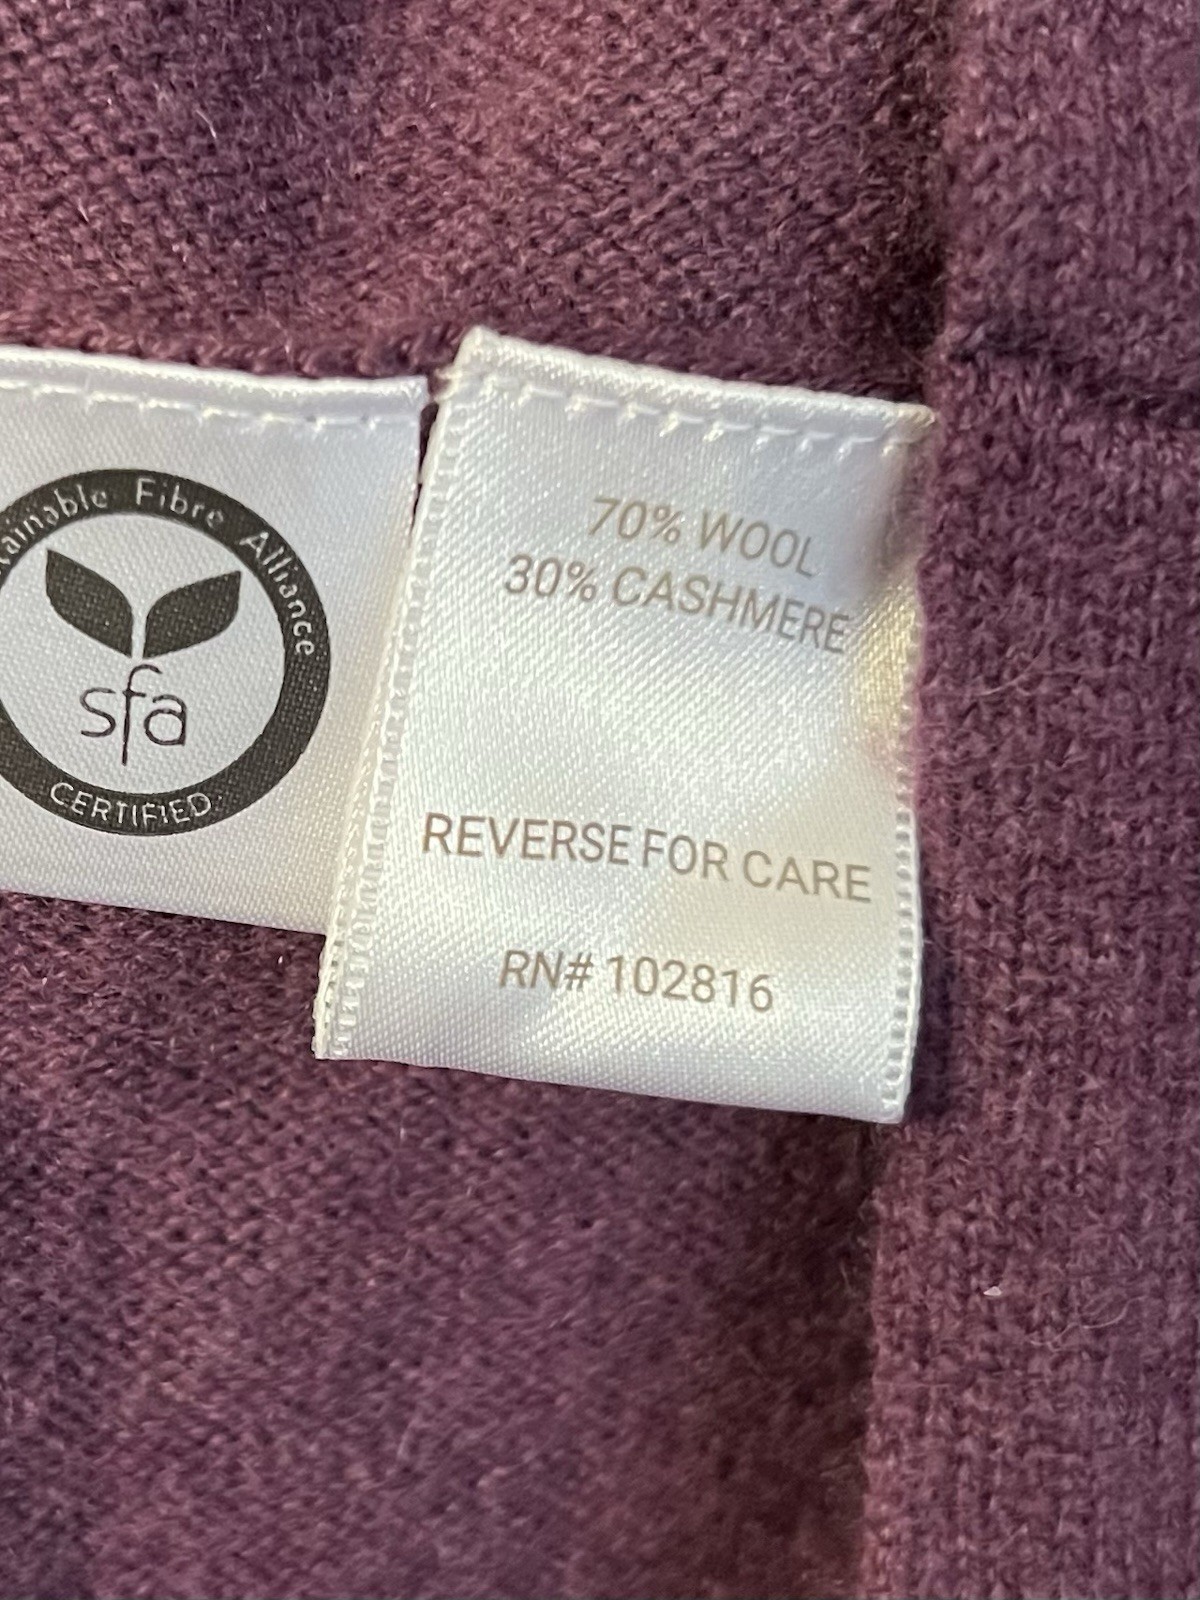 Fibre Alliance
sfa
CERTIFIED
70% WOOL
30% CASHMERE
REVERSE FOR CARE
RN# 102816